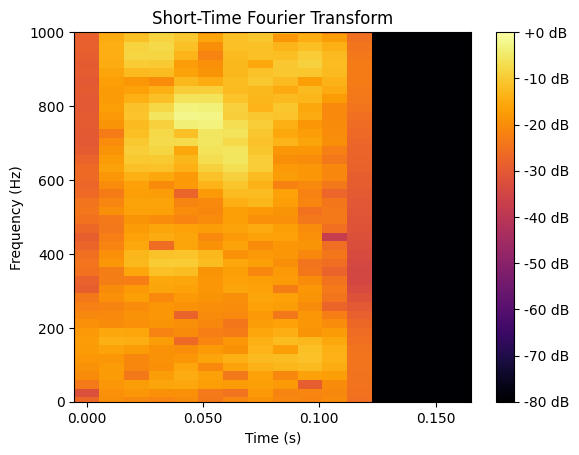 Short-Time Fourier Transform
1000
800
600
400
200
0
Frequency (Hz)
0.000
0.050
0.100
0.150
Time (s)
+0 dB
-10 dB
-20 dB
-30 dB
-40 dB
-50 dB
-60 dB
-70 dB
-80 dB